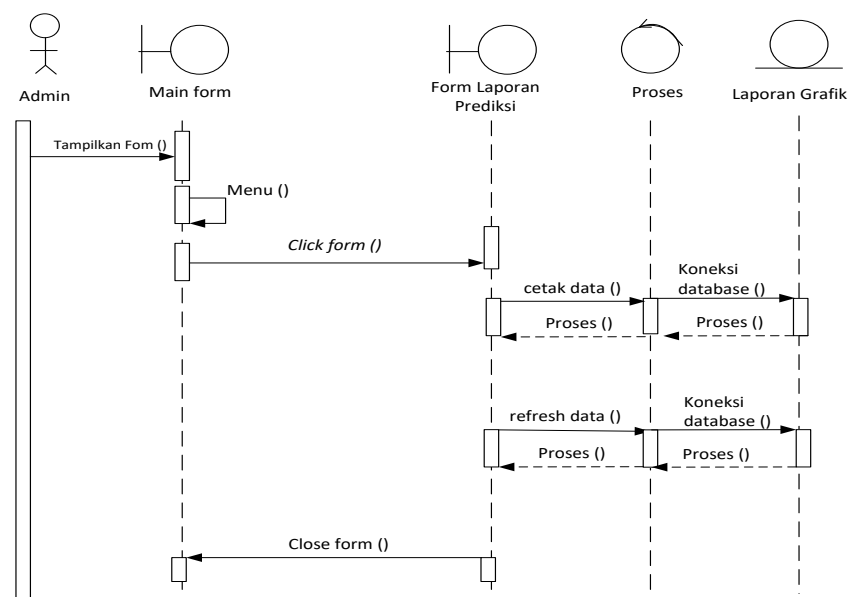 Admin
Main form
Form Laporan
Prediksi
Proses
Laporan Grafik
Tampilkan Fom ()
Menu ()
Click form ()
cetak data ()
Koneksi
database ()
Proses ()
Proses ()
refresh data ()
Koneksi
database ()
Proses ()
Proses ()
Close form ()